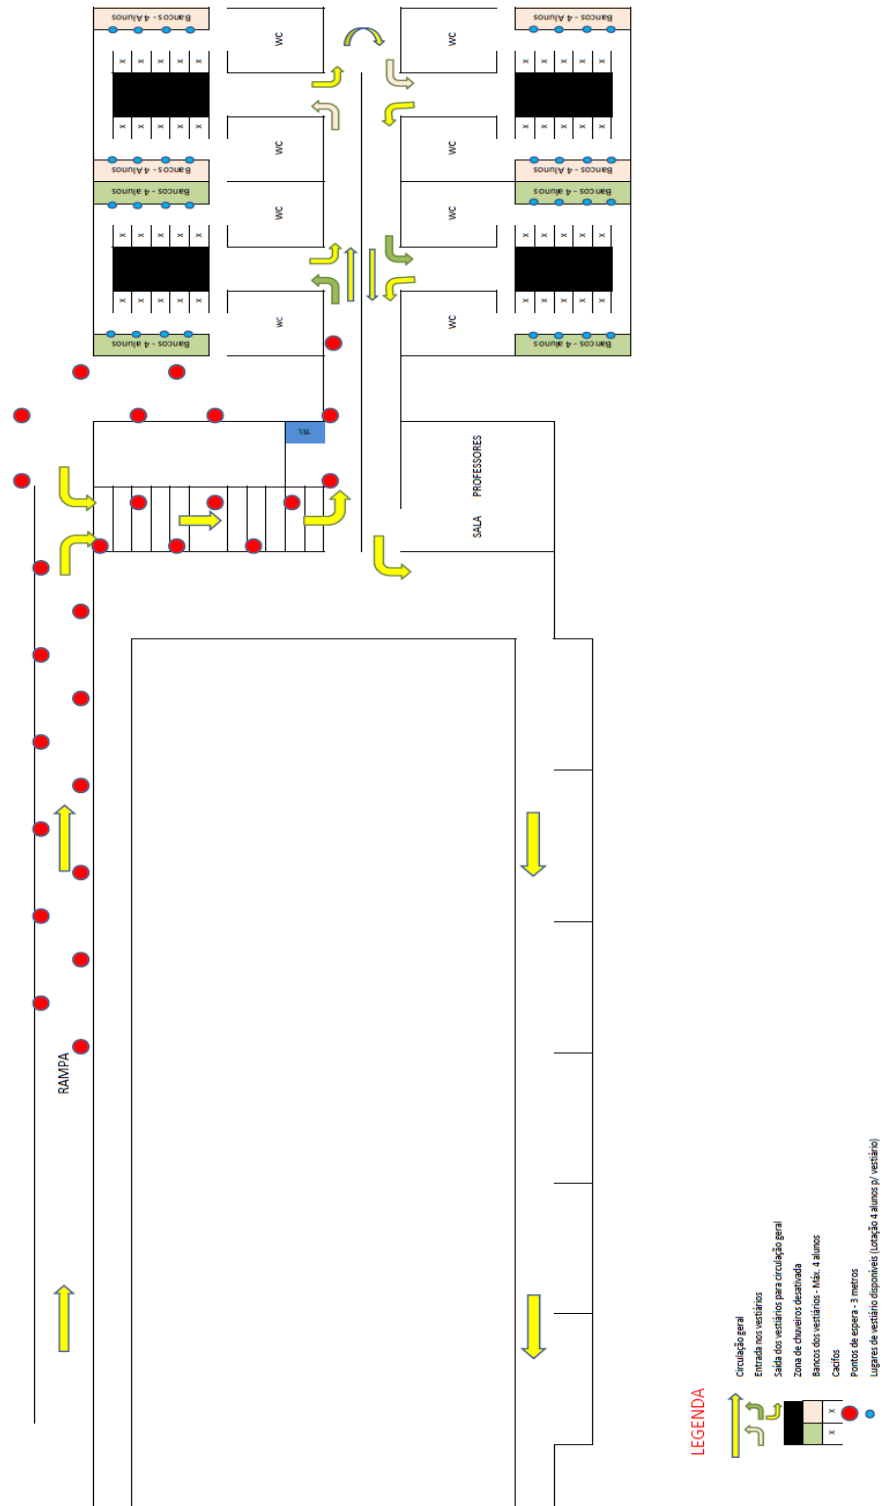 Bancos - 4 Alunos
WC
WC
Bancos - 4 Alunos
x x x x x
x x x x x
x x x x x
x x x x x
Bancos - 4 Alunos
WC
WC
Bancos - 4 Alunos
Bancos - 4 alunos
WC
WC
Bancos - 4 alunos
x x x x x
x x x x x
x x x x x
x x x x x
Bancos - 4 alunos
WC
WC
Bancos - 4 alunos
TEL
SALA PROFESSORES
RAMPA
LEGENDA
Circulação geral
Entrada nos vestiários
Saída dos vestiários para circulação geral
Zona de chuveiros desativada
Bancos dos vestiários - Máx. 4 alunos
x x Cacifos
Pontos de espera - 3 metros
Lugares de vestiário disponíveis (Lotação 4 alunos p/ vestiário)